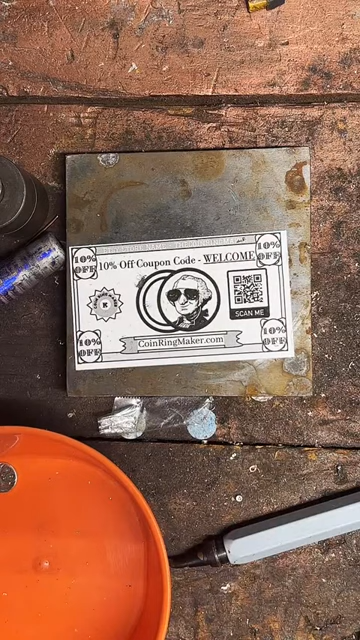 10% OFF
10% OFF
10% Off Coupon Code - WELCOME
K
SCAN ME
10% OFF
10% OFF
CoinRingMaker.com